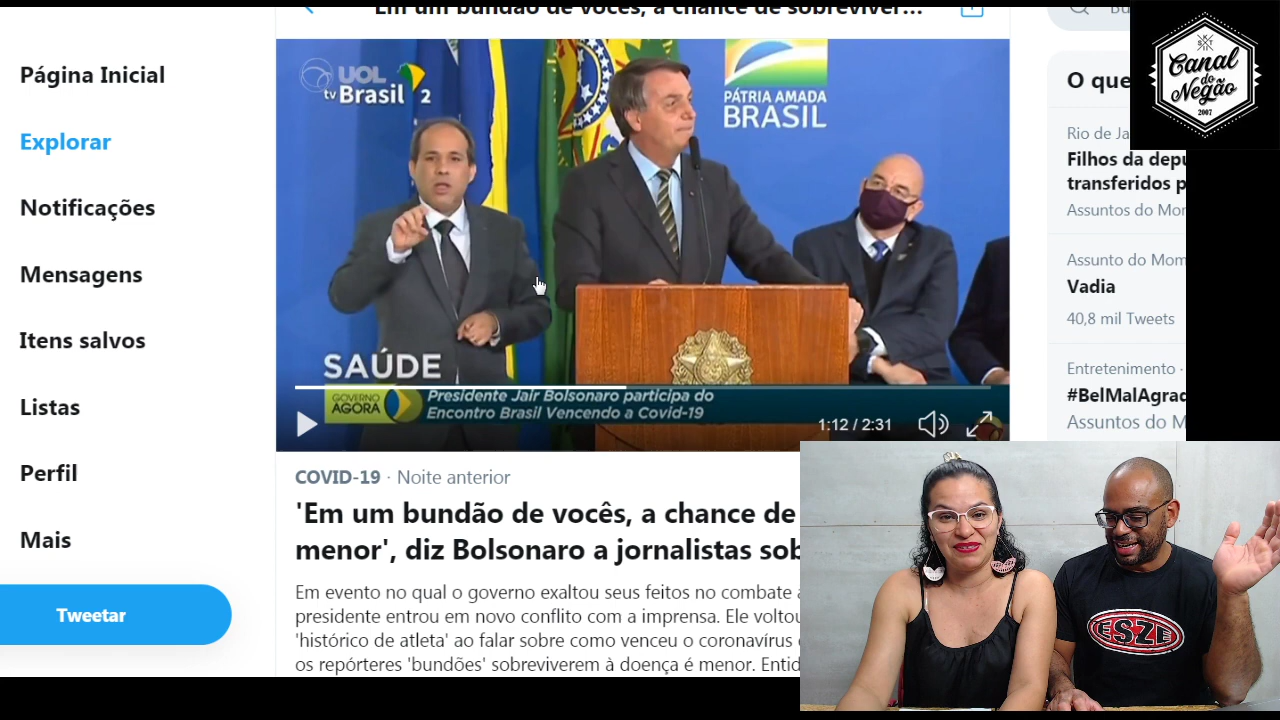 'Em um bundão de vocês, a chance de sobreviver…
Página Inicial
Explorar
Notificações
Mensagens
Itens salvos
Listas
Perfil
Mais
Tweetar
UOL
tv Brasil 2
PÁTRIA AMADA
BRASIL
SAÚDE
GOVERNO
AGORA
Presidente Jair Bolsonaro participa do
Encontro Brasil Vencendo a Covid-19
1:12 / 2:31
COVID-19 · Noite anterior
'Em um bundão de vocês, a chance de
menor', diz Bolsonaro a jornalistas sob
Em evento no qual o governo exaltou seus feitos no combate a
presidente entrou em novo conflito com a imprensa. Ele voltou
'histórico de atleta' ao falar sobre como venceu o coronavírus
os repórteres 'bundões' sobreviverem à doença é menor. Entid
Bu
O que
Rio de Ja
Filhos da depu
transferidos p
Assuntos do Mor
Assunto do Mom
Vadia
40,8 mil Tweets
Entretenimento ·
#BelMalAgrad
Assuntos do M
Canal
do
Negão
2007
ESZE